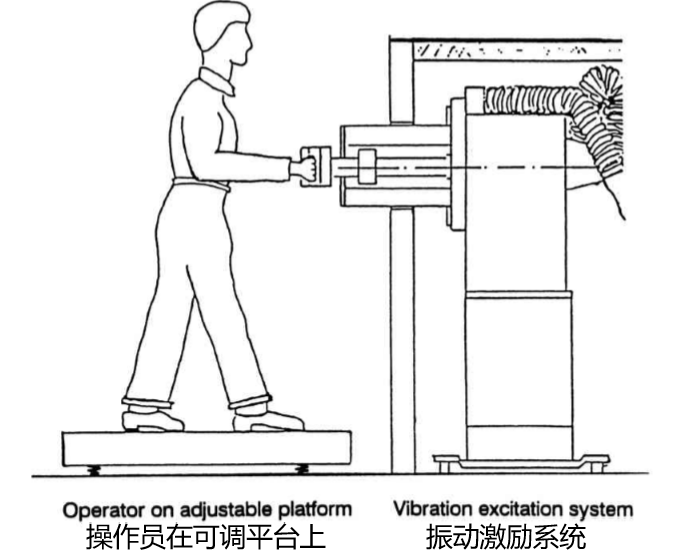 Operator on adjustable platform
操作员在可调平台上
Vibration excitation system
振动激励系统